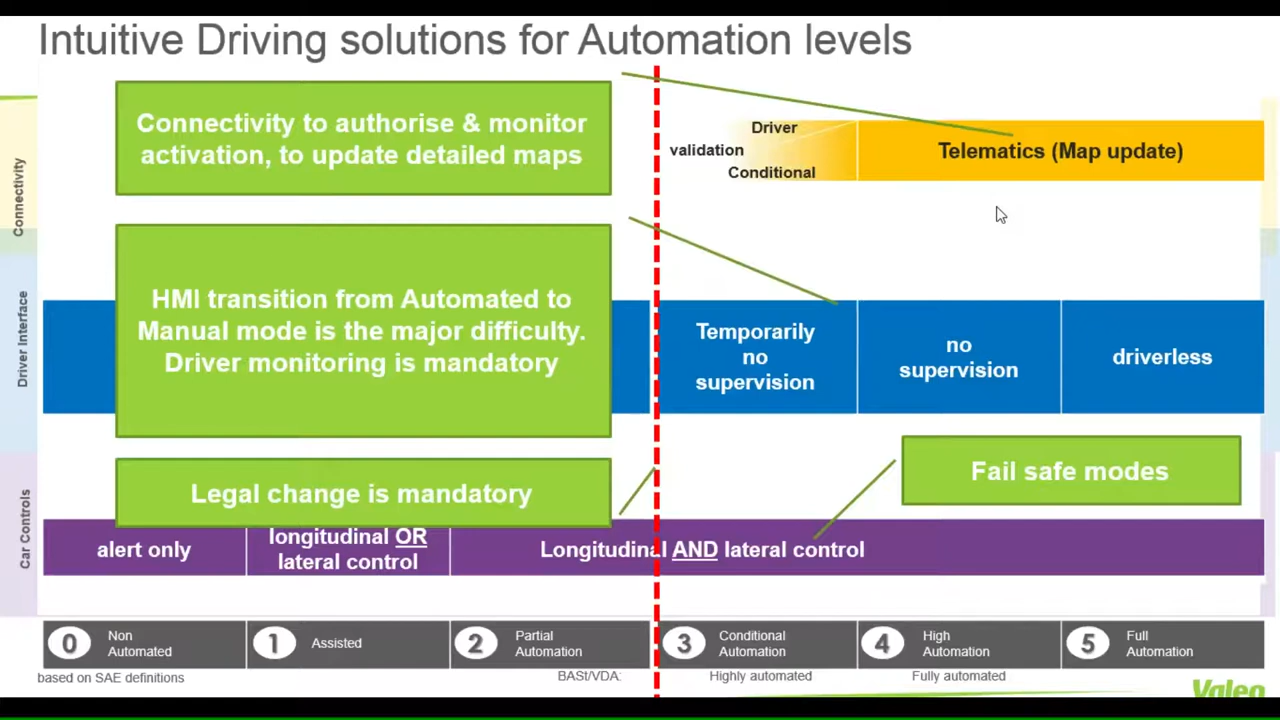 Intuitive Driving solutions for Automation levels
Connectivity
Connectivity to authorise & monitor
activation, to update detailed maps
Driver
validation
Conditional
Telematics (Map update)
Driver Interface
HMI transition from Automated to
Manual mode is the major difficulty.
Driver monitoring is mandatory
Temporarily
no
supervision
no
supervision
driverless
Car Controls
Legal change is mandatory
Fail safe modes
alert only
longitudinal OR
lateral control
Longitudinal AND lateral control
0 Non
Automated
1 Assisted
2 Partial
Automation
3 Conditional
Automation
4 High
Automation
5 Full
Automation
based on SAE definitions
BASt/VDA:
Highly automated
Fully automated
Valeo